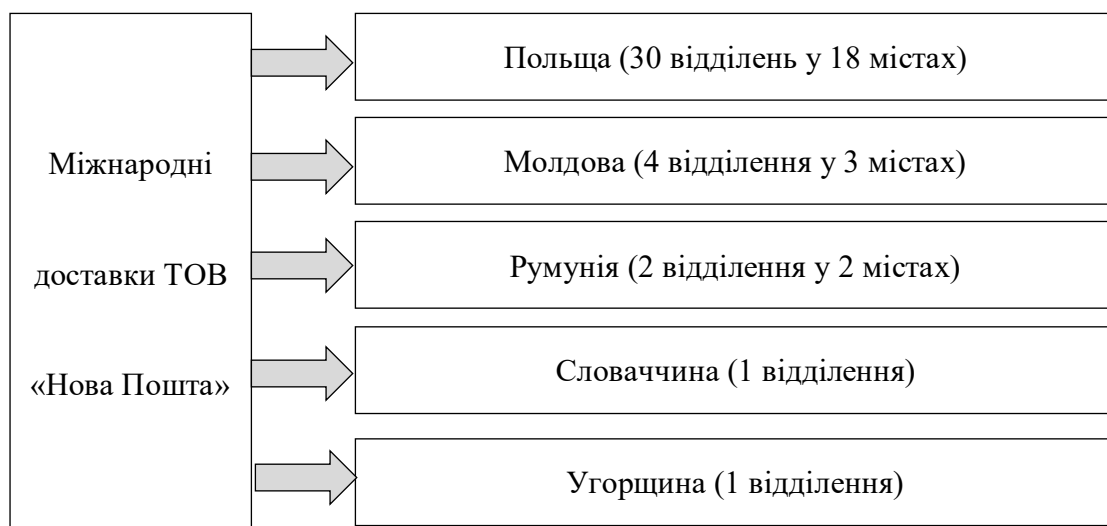 Міжнародні
доставки ТОВ
«Нова Пошта»
Польща (30 відділень у 18 містах)
Молдова (4 відділення у 3 містах)
Румунія (2 відділення у 2 містах)
Словаччина (1 відділення)
Угорщина (1 відділення)